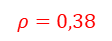 ρ = 0,38